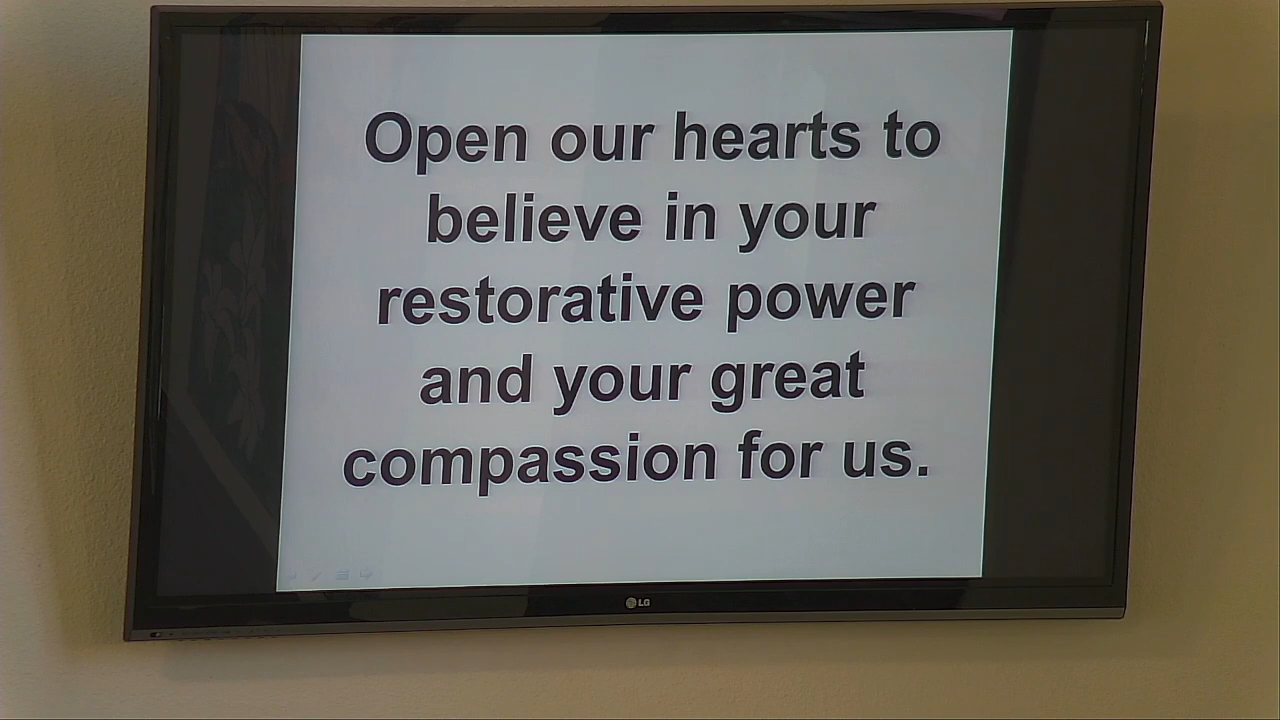 Open our hearts to
believe in your
restorative power
and your great
compassion for us.
LG